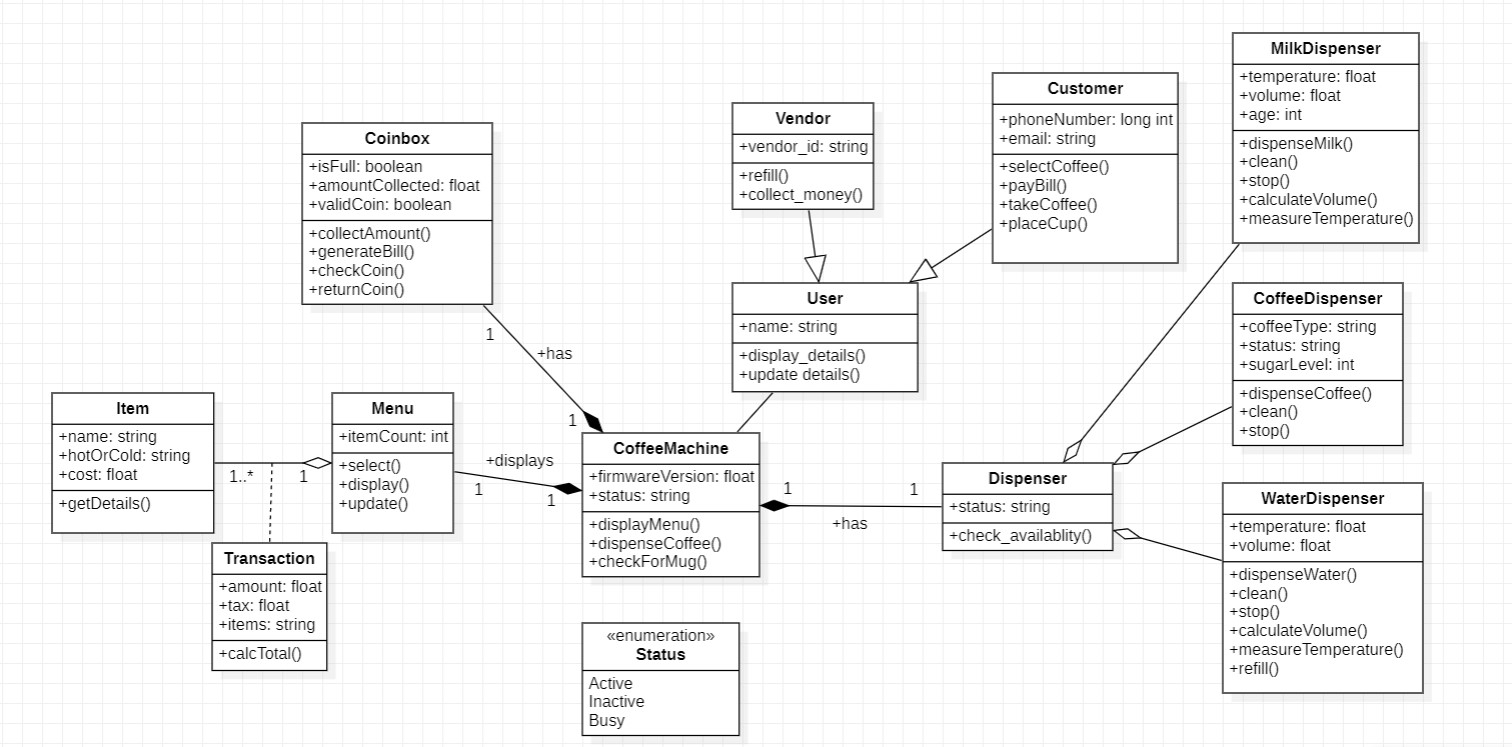 MilkDispenser
+temperature: float
+volume: float
+age: int
+dispenseMilk()
+clean()
+stop()
+calculateVolume()
+measureTemperature()
Customer
+phoneNumber: long int
+email: string
+selectCoffee()
+payBill()
+takeCoffee()
+placeCup()
Vendor
+vendor_id: string
+refill()
+collect_money()
Coinbox
+isFull: boolean
+amountCollected: float
+validCoin: boolean
+collectAmount()
+generateBill()
+checkCoin()
+returnCoin()
User
+name: string
+display_details()
+update details()
CoffeeDispenser
+coffeeType: string
+status: string
+sugarLevel: int
+dispenseCoffee()
+clean()
+stop()
1
+has
1
Item
+name: string
+hotOrCold: string
+cost: float
+getDetails()
1..*
1
Menu
+itemCount: int
+select()
+display()
+update()
+displays
1
1
CoffeeMachine
+firmwareVersion: float
+status: string
+displayMenu()
+dispenseCoffee()
+checkForMug()
1
1
+has
Dispenser
+status: string
+check_availablity()
WaterDispenser
+temperature: float
+volume: float
+dispenseWater()
+clean()
+stop()
+calculateVolume()
+measureTemperature()
+refill()
Transaction
+amount: float
+tax: float
+items: string
+calcTotal()
«enumeration»
Status
Active
Inactive
Busy